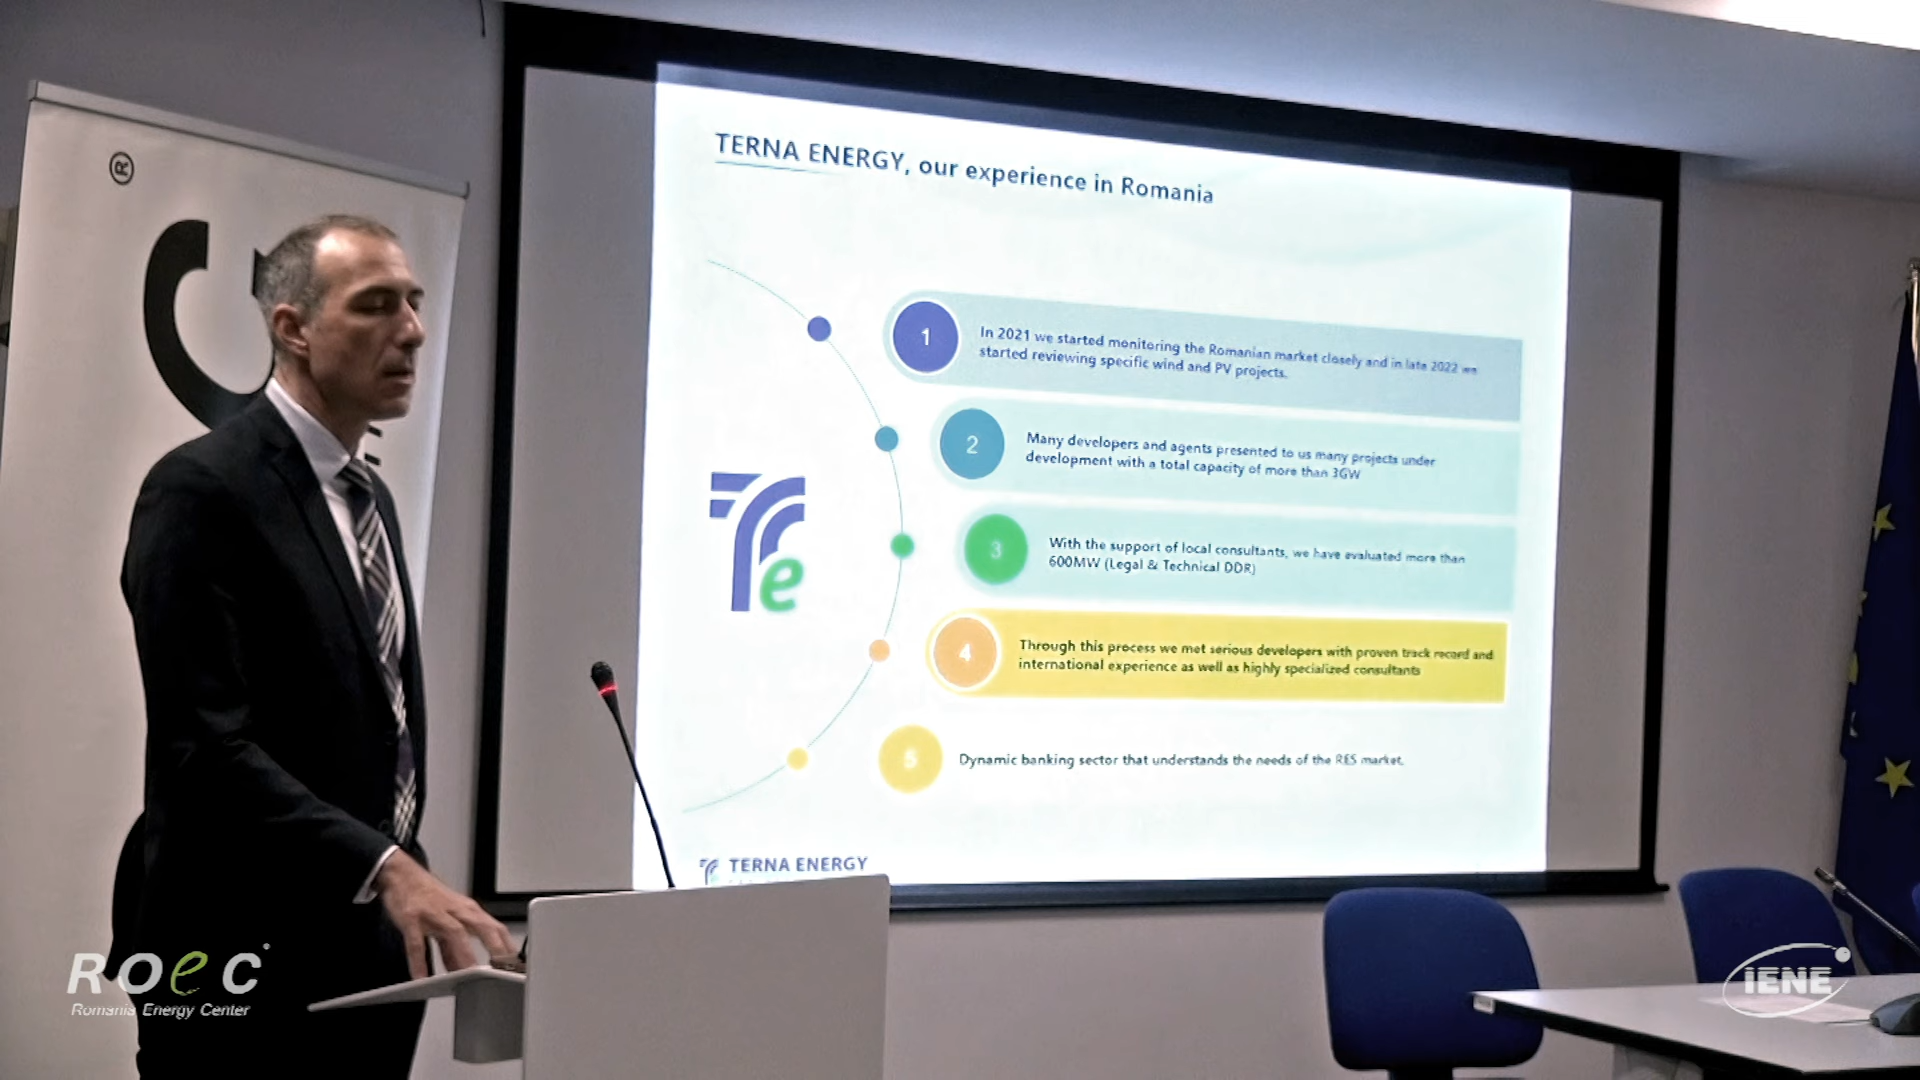 ®
TERNA ENERGY, our experience in Romania
1
In 2021 we started monitoring the Romanian market closely and in late 2022 we
started reviewing specific wind and PV projects.
2
Many developers and agents presented to us many projects under
development with a total capacity of more than 3GW
3
With the support of local consultants, we have evaluated more than
600MW (Legal & Technical DDR)
4
Through this process we met serious developers with proven track record and
international experience as well as highly specialized consultants
5
Dynamic banking sector that understands the needs of the RES market.
e
TERNA ENERGY
ROeC
Romania Energy Center
IENE